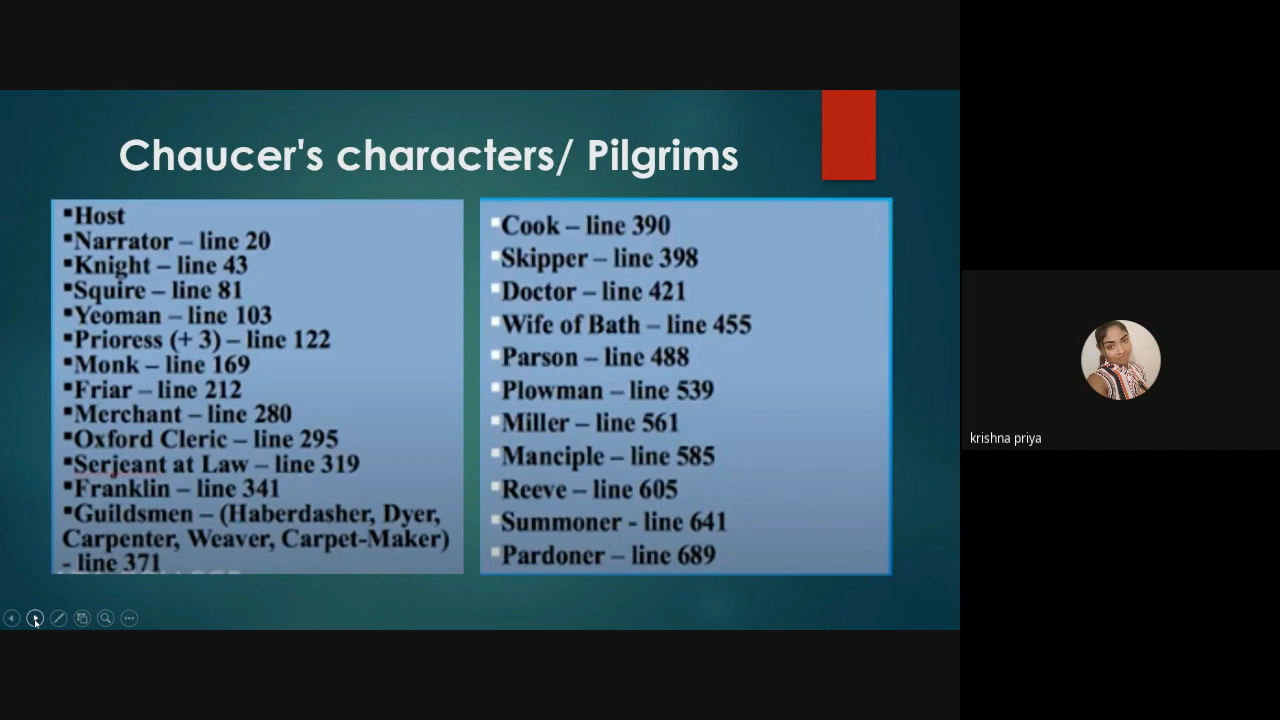 Chaucer's characters/ Pilgrims
▪Host
▪Narrator – line 20
▪Knight – line 43
▪Squire – line 81
▪Yeoman – line 103
▪Prioress (+ 3) – line 122
▪Monk – line 169
▪Friar – line 212
▪Merchant – line 280
▪Oxford Cleric – line 295
▪Serjeant at Law – line 319
▪Franklin – line 341
▪Guildsmen – (Haberdasher, Dyer,
Carpenter, Weaver, Carpet-Maker)
- line 371
▪Cook – line 390
▪Skipper – line 398
▪Doctor – line 421
▪Wife of Bath – line 455
▪Parson – line 488
▪Plowman – line 539
▪Miller – line 561
▪Manciple – line 585
▪Reeve – line 605
▪Summoner - line 641
▪Pardoner – line 689
krishna priya